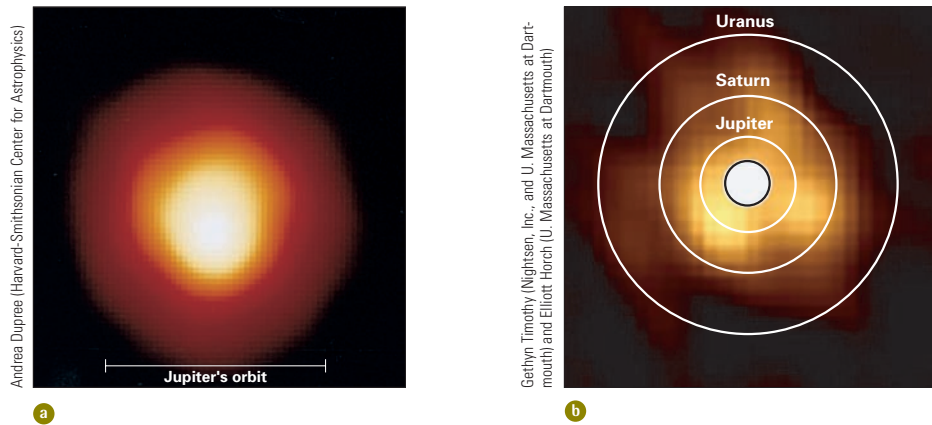 Andrea Dupree (Harvard-Smithsonian Center for Astrophysics)
Jupiter's orbit
a
Gethyn Timothy (Nightsen, Inc., and U. Massachusetts at Dart-
mouth) and Elliott Horch (U. Massachusetts at Dartmouth)
Uranus
Saturn
Jupiter
b